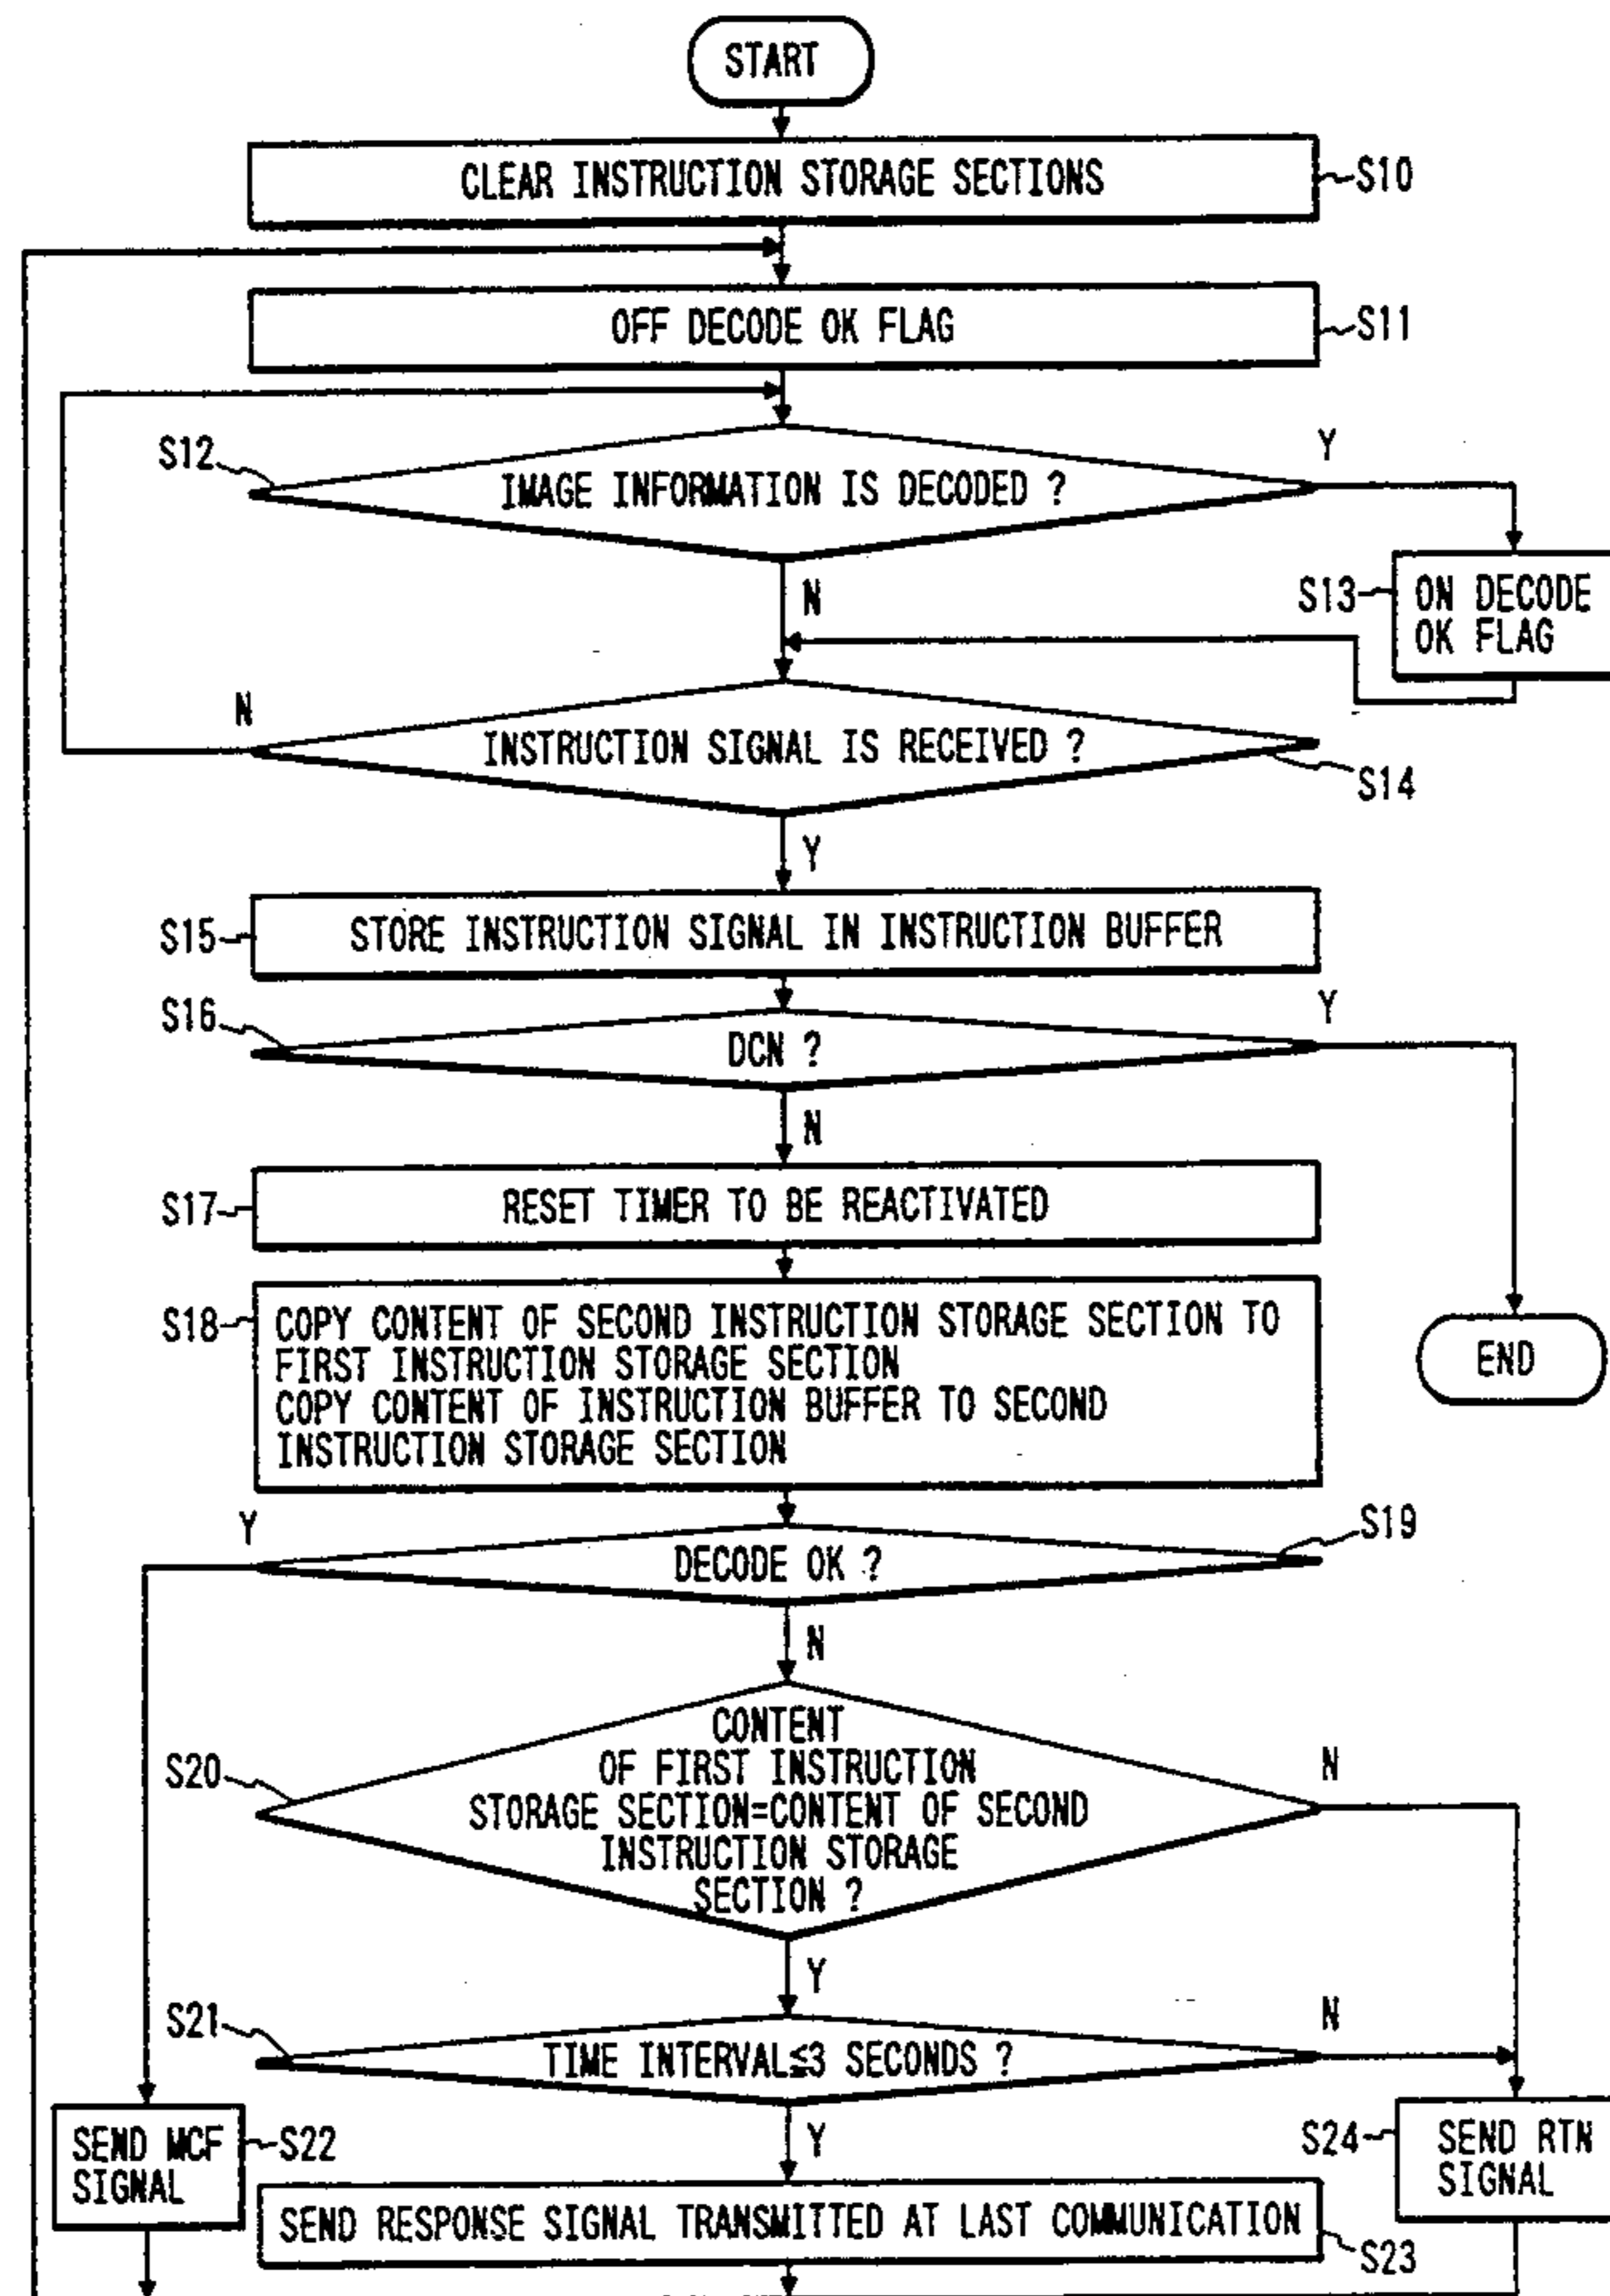 START
CLEAR INSTRUCTION STORAGE SECTIONS
S10
OFF DECODE OK FLAG
S11
S12
IMAGE INFORMATION IS DECODED ?
Y
N
S13
ON DECODE
OK FLAG
N
INSTRUCTION SIGNAL IS RECEIVED ?
S14
Y
S15
STORE INSTRUCTION SIGNAL IN INSTRUCTION BUFFER
S16
DCN ?
Y
N
S17
RESET TIMER TO BE REACTIVATED
S18
COPY CONTENT OF SECOND INSTRUCTION STORAGE SECTION TO
FIRST INSTRUCTION STORAGE SECTION
COPY CONTENT OF INSTRUCTION BUFFER TO SECOND
INSTRUCTION STORAGE SECTION
END
Y
DECODE OK ?
S19
N
S20
CONTENT
OF FIRST INSTRUCTION
STORAGE SECTION=CONTENT OF SECOND
INSTRUCTION STORAGE
SECTION ?
N
Y
S21
TIME INTERVAL≦3 SECONDS ?
N
Y
SEND MCF
SIGNAL
S22
S24
SEND RTN
SIGNAL
SEND RESPONSE SIGNAL TRANSMITTED AT LAST COMMUNICATION
S23